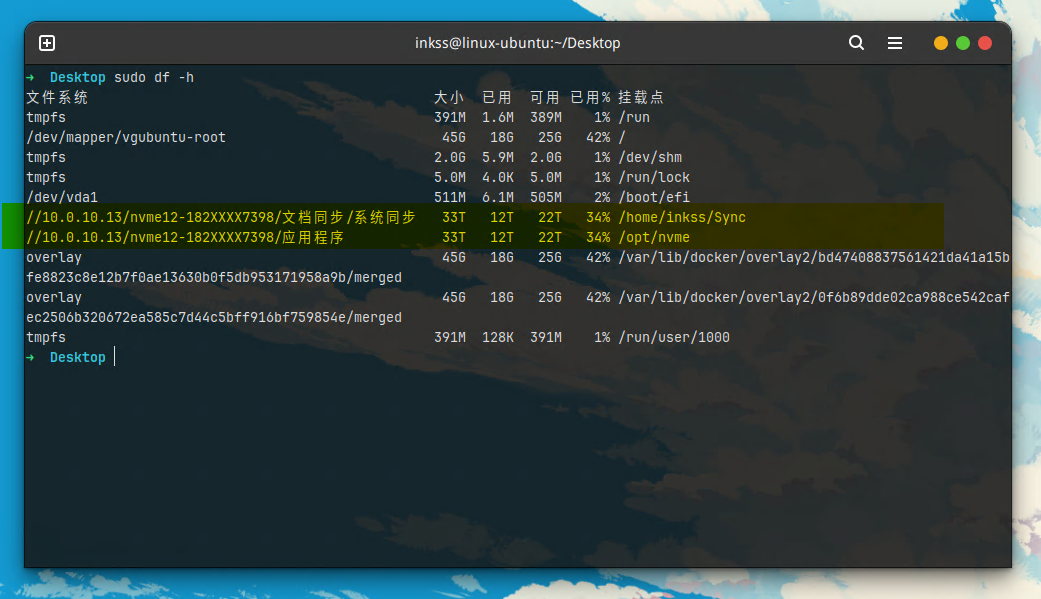 inkss@linux-ubuntu:~/Desktop
→ Desktop sudo df -h
文件系统 大小 已用 可用 已用% 挂载点
tmpfs 391M 1.6M 389M 1% /run
/dev/mapper/vgubuntu-root 45G 18G 25G 42% /
tmpfs 2.0G 5.9M 2.0G 1% /dev/shm
tmpfs 5.0M 4.0K 5.0M 1% /run/lock
/dev/vda1 511M 6.1M 505M 2% /boot/efi
//10.0.10.13/nvme12-182XXXX7398/文档同步/系统同步 33T 12T 22T 34% /home/inkss/Sync
//10.0.10.13/nvme12-182XXXX7398/应用程序 33T 12T 22T 34% /opt/nvme
overlay 45G 18G 25G 42% /var/lib/docker/overlay2/bd47408837561421da41a15b
fe8823c8e12b7f0ae13630b0f5db953171958a9b/merged
overlay 45G 18G 25G 42% /var/lib/docker/overlay2/0f6b89dde02ca988ce542caf
ec2506b320672ea585c7d44c5bff916bf759854e/merged
tmpfs 391M 128K 391M 1% /run/user/1000
→ Desktop